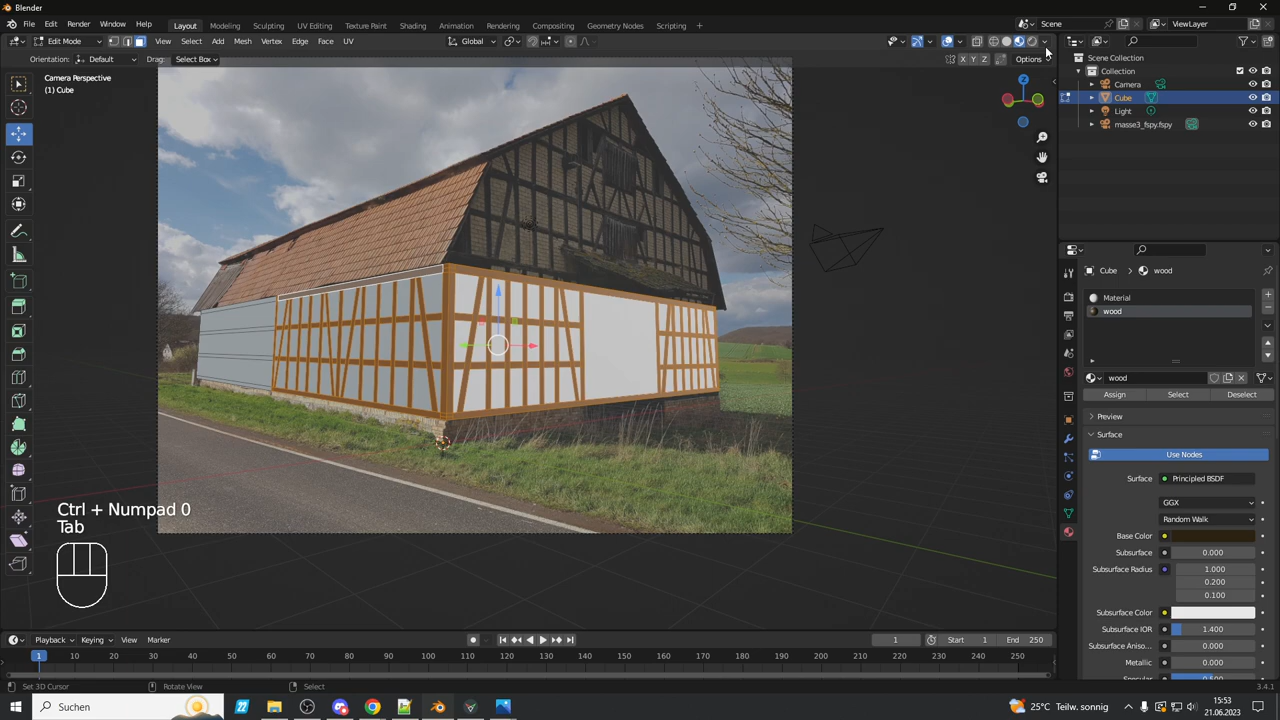 Blender
File Edit Render Window Help Layout Modeling Sculpting UV Editing Texture Paint Shading Animation Rendering Compositing Geometry Nodes Scripting + Scene ViewLayer
Edit Mode View Select Add Mesh Vertex Edge Face UV Global
Orientation: Default Drag: Select Box X Y Z Options
Camera Perspective
(1) Cube
Scene Collection
Collection
Camera
Cube
Light
masse3_fspy.fspy
Cube > wood
Material
wood
wood
Assign Select Deselect
Preview
Surface
Use Nodes
Surface Principled BSDF
GGX
Random Walk
Base Color
Subsurface 0.000
Subsurface Radius 1.000
0.200
0.100
Subsurface Color
Subsurface IOR 1.400
Subsurface Aniso... 0.000
Metallic 0.000
Specular 0.500
Ctrl + Numpad 0
Tab
Playback Keying View Marker 1 Start 1 End 250
1 10 20 30 40 50 60 70 80 90 100 110 120 130 140 150 160 170 180 190 200 210 220 230 240 250
Set 3D Cursor Rotate View Select 3.4.1
Suchen 25°C Teilw. sonnig 15:53
21.06.2023